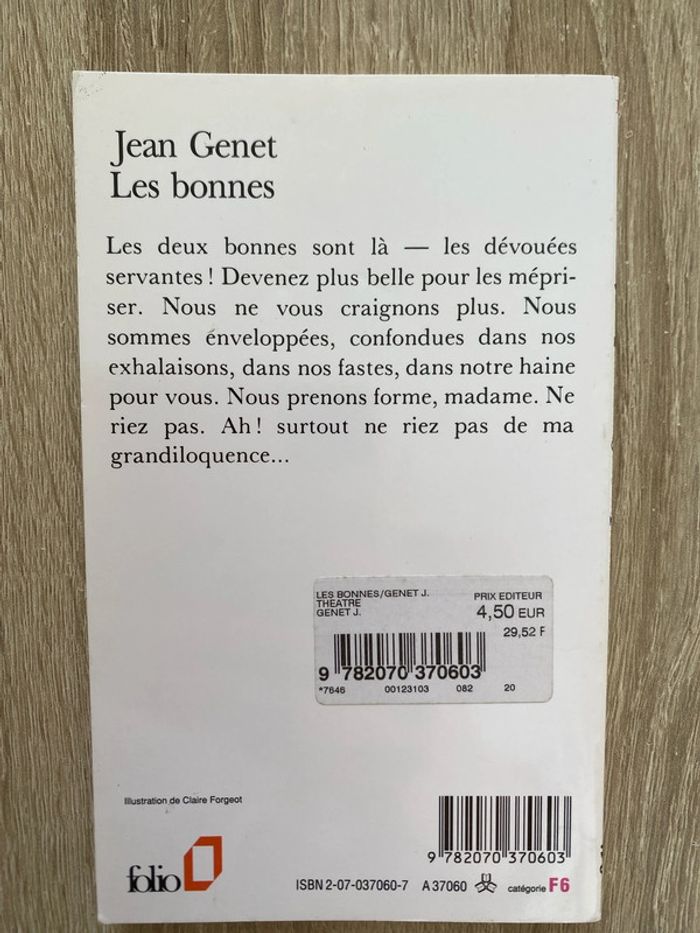 Jean Genet
Les bonnes
Les deux bonnes sont là — les dévouées
servantes ! Devenez plus belle pour les mépri-
ser. Nous ne vous craignons plus. Nous
sommes énveloppées, confondues dans nos
exhalaisons, dans nos fastes, dans notre haine
pour vous. Nous prenons forme, madame. Ne
riez pas. Ah ! surtout ne riez pas de ma
grandiloquence...
LES BONNES/GENET J.
THEATRE
GENET J.
PRIX EDITEUR
4,50 EUR
29,52 F
9 782070 370603
*7646 00123103 082 20
Illustration de Claire Forgeot
9 782070 370603
folio
ISBN 2-07-037060-7 A 37060 catégorie F6